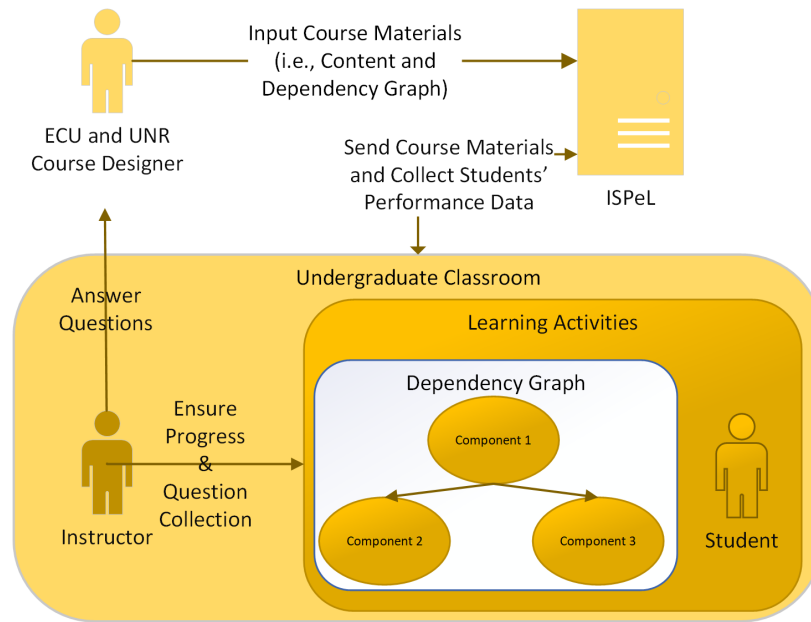 Input Course Materials
(i.e., Content and
Dependency Graph)
ECU and UNR
Course Designer
Send Course Materials
and Collect Students'
Performance Data
ISPeL
Undergraduate Classroom
Answer
Questions
Learning Activities
Dependency Graph
Ensure
Progress
&
Question
Collection
Component 1
Component 2
Component 3
Instructor
Student